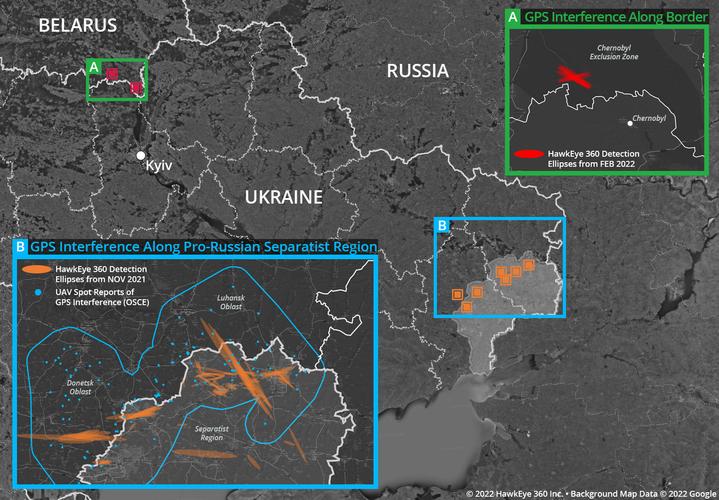 BELARUS
A
RUSSIA
Kyiv
UKRAINE
B
A GPS Interference Along Border
Chernobyl
Exclusion Zone
Chernobyl
HawkEye 360 Detection
Ellipses from FEB 2022
B GPS Interference Along Pro-Russian Separatist Region
HawkEye 360 Detection
Ellipses from NOV 2021
UAV Spot Reports of
GPS Interference (OSCE)
Luhansk
Oblast
Donetsk
Oblast
Separatist
Region
© 2022 HawkEye 360 Inc. • Background Map Data © 2022 Google